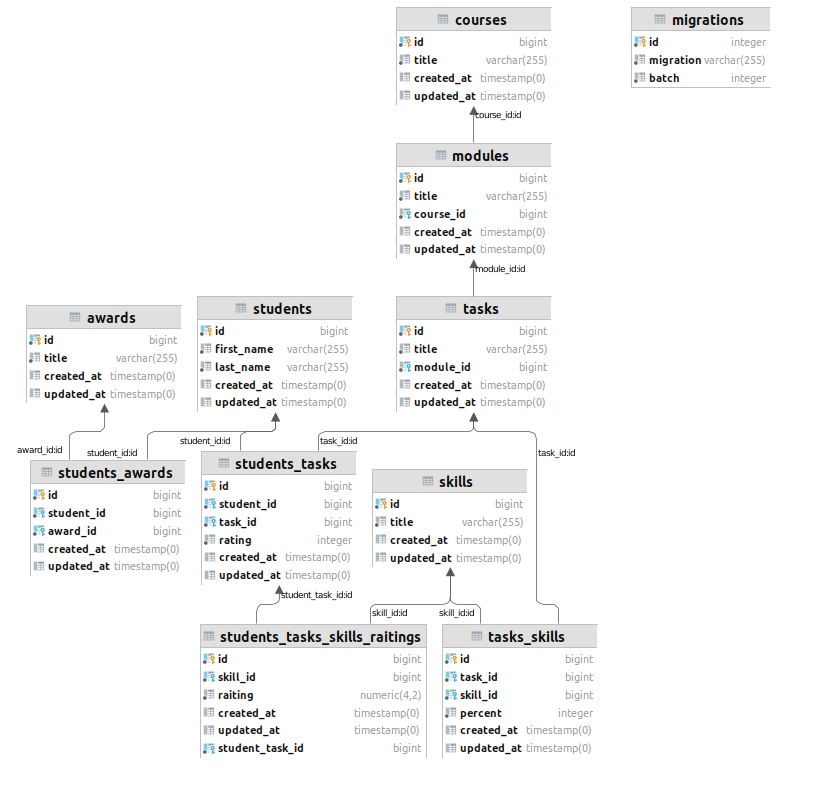 courses
id bigint
title varchar(255)
created_at timestamp(0)
updated_at timestamp(0)
migrations
id integer
migration varchar(255)
batch integer
course_id:id
modules
id bigint
title varchar(255)
course_id bigint
created_at timestamp(0)
updated_at timestamp(0)
module_id:id
awards
id bigint
title varchar(255)
created_at timestamp(0)
updated_at timestamp(0)
students
id bigint
first_name varchar(255)
last_name varchar(255)
created_at timestamp(0)
updated_at timestamp(0)
tasks
id bigint
title varchar(255)
module_id bigint
created_at timestamp(0)
updated_at timestamp(0)
award_id:id
student_id:id
student_id:id
task_id:id
task_id:id
students_awards
id bigint
student_id bigint
award_id bigint
created_at timestamp(0)
updated_at timestamp(0)
students_tasks
id bigint
student_id bigint
task_id bigint
rating integer
created_at timestamp(0)
updated_at timestamp(0)
skills
id bigint
title varchar(255)
created_at timestamp(0)
updated_at timestamp(0)
student_task_id:id
skill_id:id
skill_id:id
students_tasks_skills_raitings
id bigint
skill_id bigint
raiting numeric(4,2)
created_at timestamp(0)
updated_at timestamp(0)
student_task_id bigint
tasks_skills
id bigint
task_id bigint
skill_id bigint
percent integer
created_at timestamp(0)
updated_at timestamp(0)